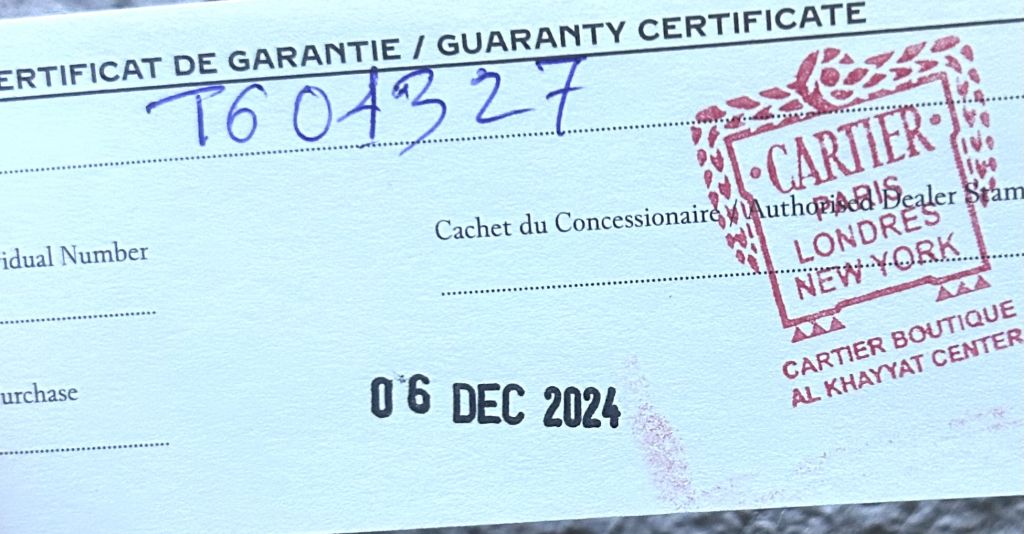 ERTIFICAT DE GARANTIE / GUARANTY CERTIFICATE
T601327
idual Number
Cachet du Concessionaire / Authorised Dealer Stam
·CARTIER·
PARIS
LONDRES
NEW YORK
CARTIER BOUTIQUE
AL KHAYYAT CENTER
urchase
06 DEC 2024